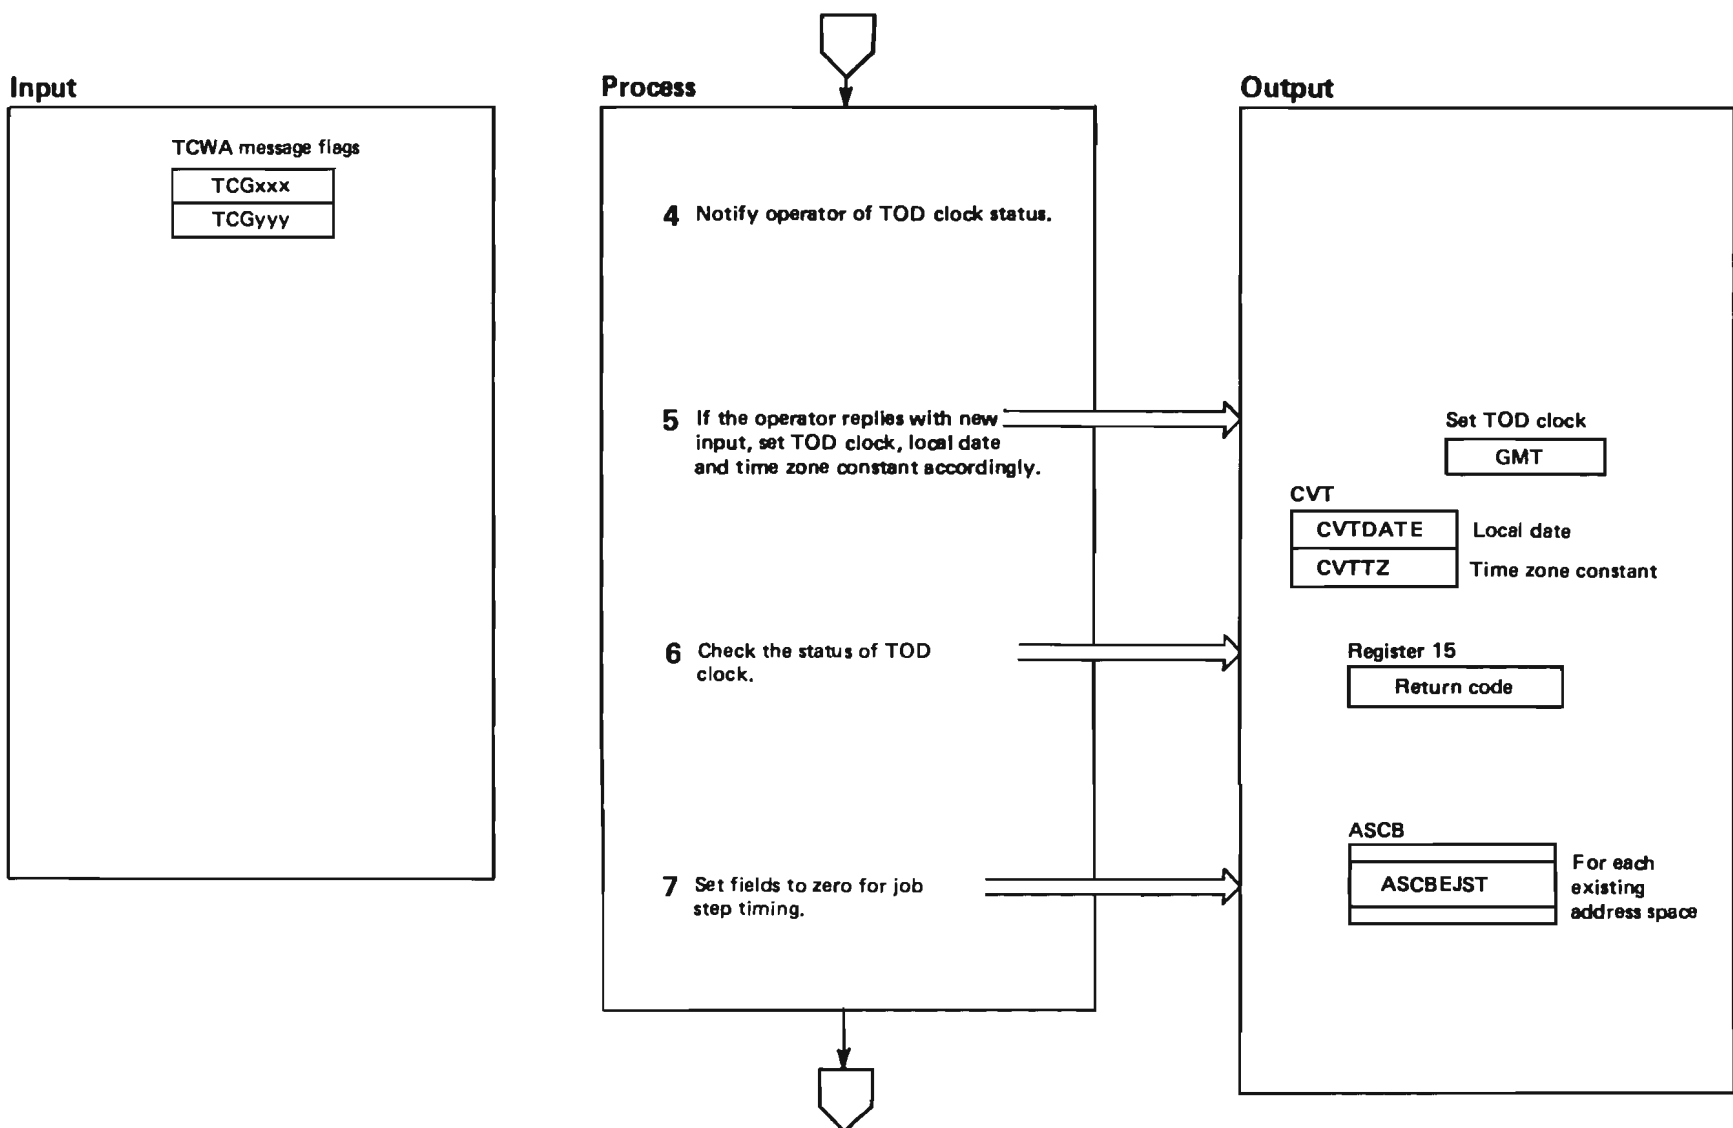 Input
TCWA message flags
TCGxxx
TCGyyy
Process
4 Notify operator of TOD clock status.
5 If the operator replies with new
input, set TOD clock, local date
and time zone constant accordingly.
6 Check the status of TOD
clock.
7 Set fields to zero for job
step timing.
Output
Set TOD clock
GMT
CVT
CVTDATE Local date
CVTTZ Time zone constant
Register 15
Return code
ASCB
ASCBEJST
For each
existing
address space